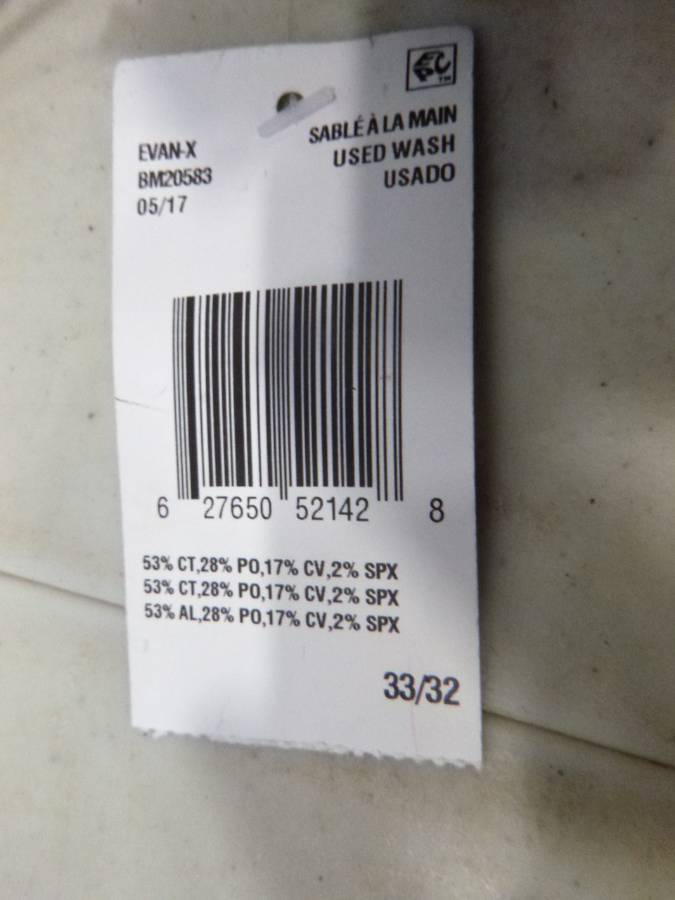 EVAN-X
BM20583
05/17
SABLÉ À LA MAIN
USED WASH
USADO
6 27650 52142 8
53% CT,28% PO,17% CV,2% SPX
53% CT,28% PO,17% CV,2% SPX
53% AL,28% PO,17% CV,2% SPX
33/32